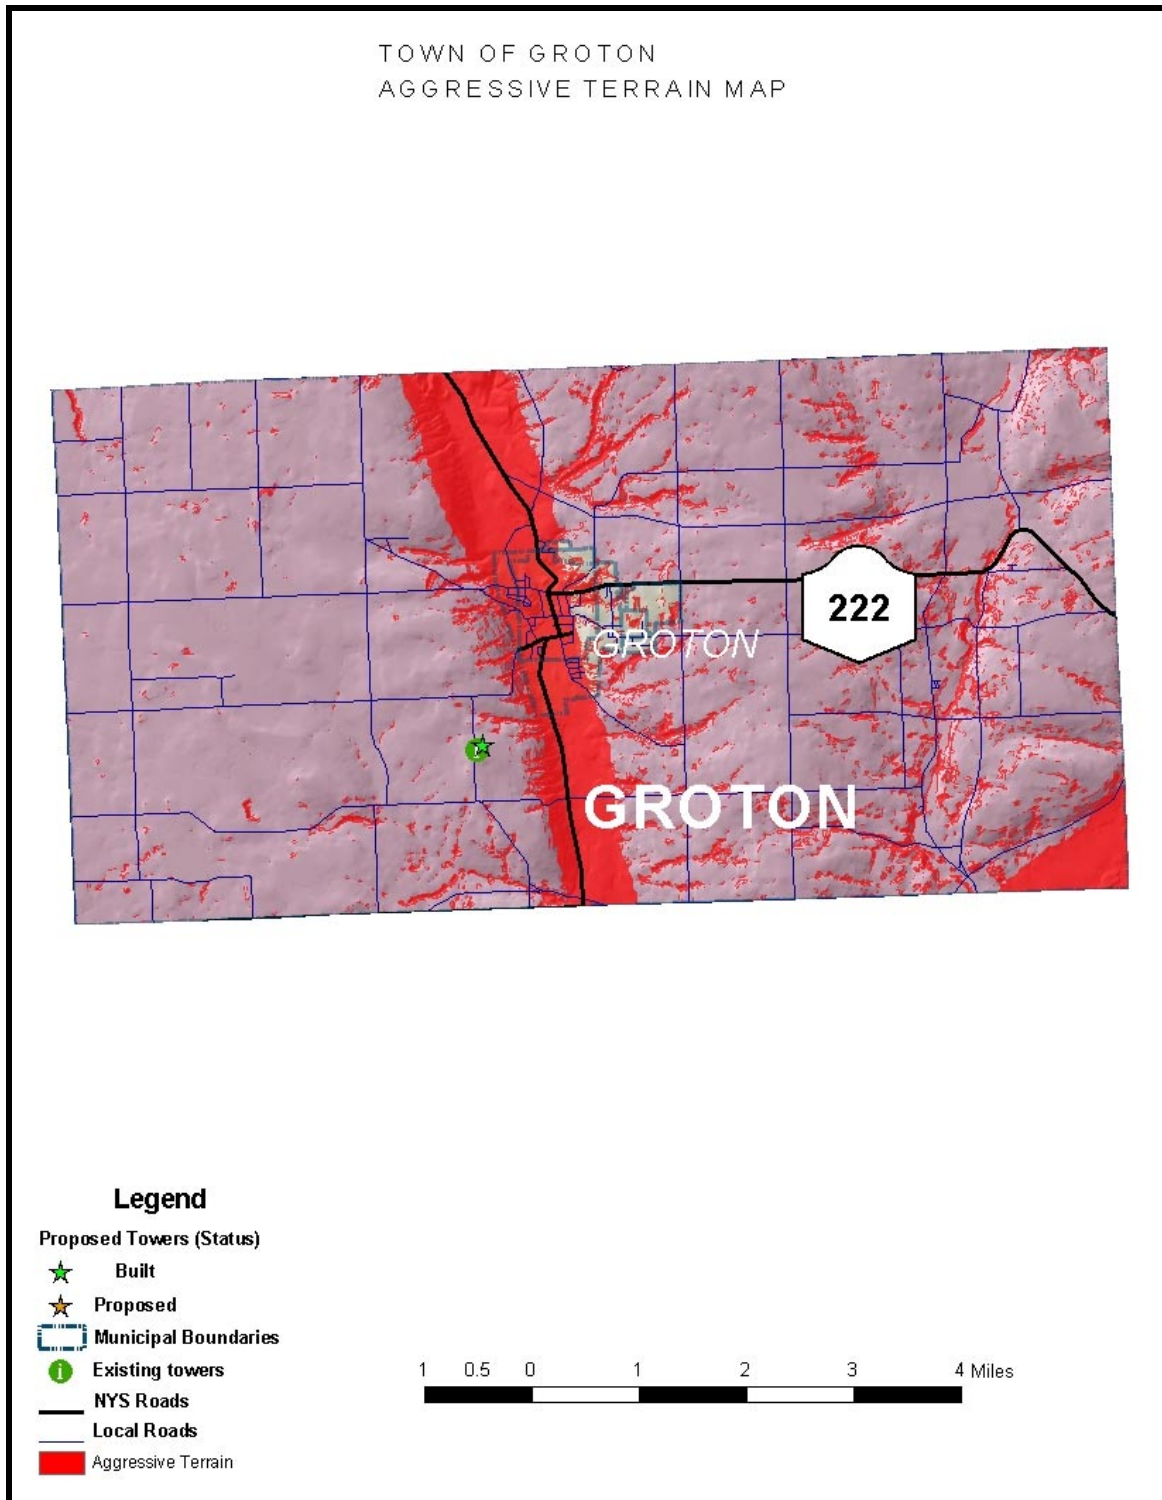 TOWN OF GROTON
AGGRESSIVE TERRAIN MAP
222
GROTON
GROTON
Legend
Proposed Towers (Status)
Built
Proposed
Municipal Boundaries
i Existing towers
NYS Roads
Local Roads
Aggressive Terrain
1 0.5 0 1 2 3 4 Miles